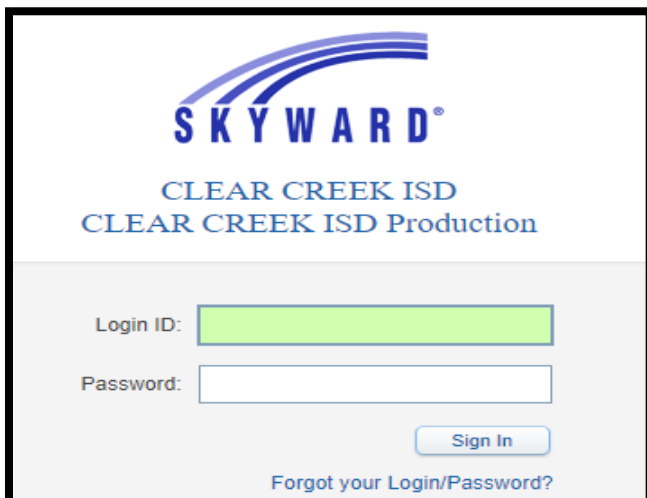 SKYWARD®
CLEAR CREEK ISD
CLEAR CREEK ISD Production
Login ID:
Password:
Sign In
Forgot your Login/Password?